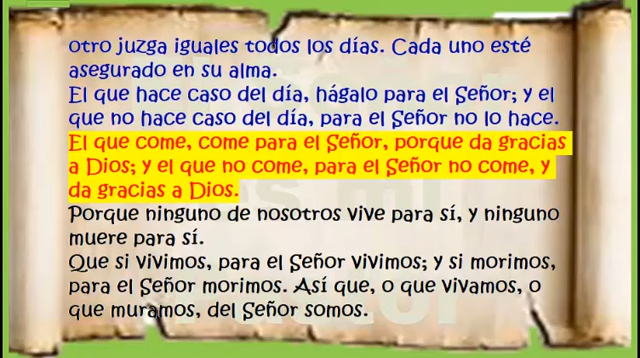 otro juzga iguales todos los días. Cada uno esté
asegurado en su alma.
El que hace caso del día, hágalo para el Señor; y el
que no hace caso del día, para el Señor no lo hace.
El que come, come para el Señor, porque da gracias
a Dios; y el que no come, para el Señor no come, y
da gracias a Dios.
Porque ninguno de nosotros vive para sí, y ninguno
muere para sí.
Que si vivimos, para el Señor vivimos; y si morimos,
para el Señor morimos. Así que, o que vivamos, o
que muramos, del Señor somos.